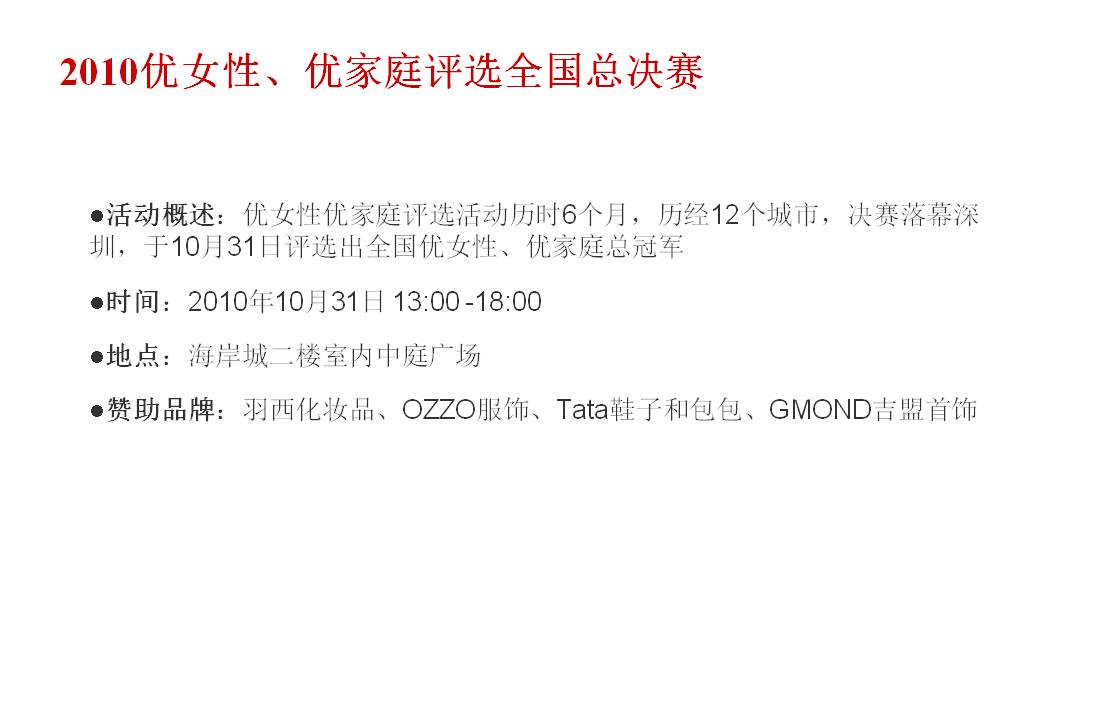 2010优女性、优家庭评选全国总决赛
●活动概述：优女性优家庭评选活动历时6个月，历经12个城市，决赛落幕深
圳，于10月31日评选出全国优女性、优家庭总冠军
●时间：2010年10月31日 13:00 -18:00
●地点：海岸城二楼室内中庭广场
●赞助品牌：羽西化妆品、OZZO服饰、Tata鞋子和包包、GMOND吉盟首饰